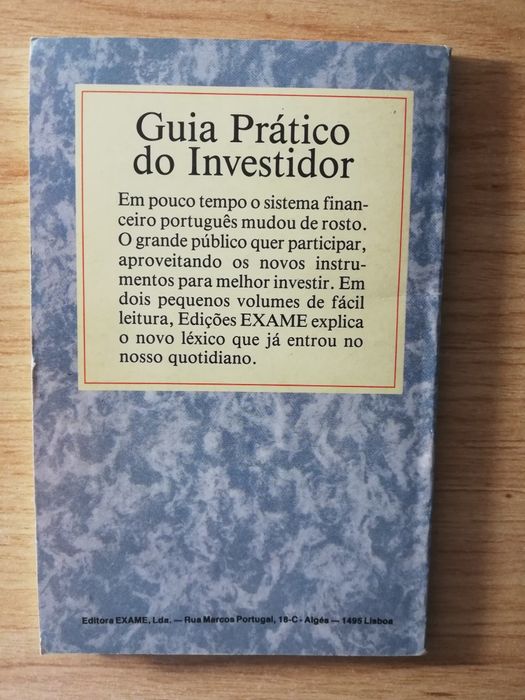 Guia Prático
do Investidor
Em pouco tempo o sistema finan-
ceiro português mudou de rosto.
O grande público quer participar,
aproveitando os novos instru-
mentos para melhor investir. Em
dois pequenos volumes de fácil
leitura, Edições EXAME explica
o novo léxico que já entrou no
nosso quotidiano.
Editora EXAME, Lda. — Rua Marcos Portugal, 18-C - Algés — 1495 Lisboa